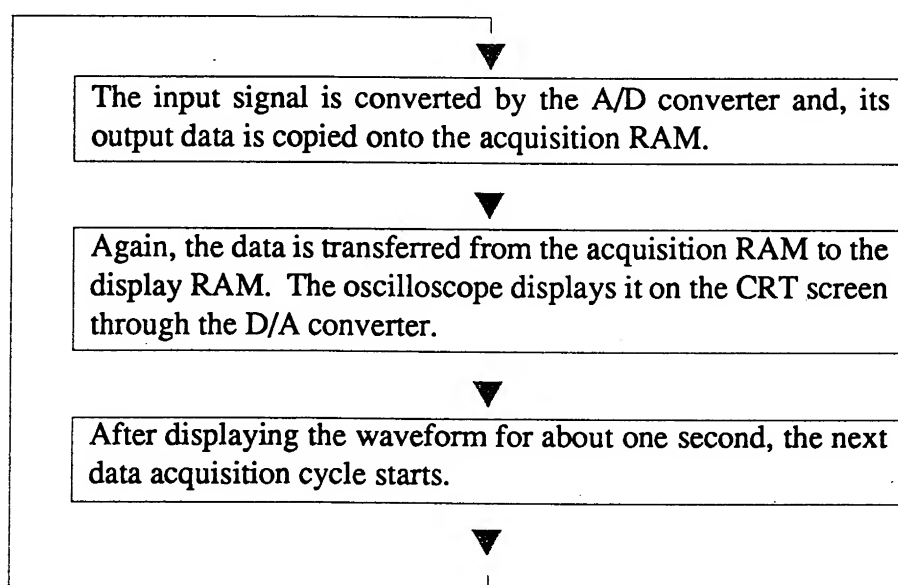 The input signal is converted by the A/D converter and, its
output data is copied onto the acquisition RAM.
Again, the data is transferred from the acquisition RAM to the
display RAM. The oscilloscope displays it on the CRT screen
through the D/A converter.
After displaying the waveform for about one second, the next
data acquisition cycle starts.